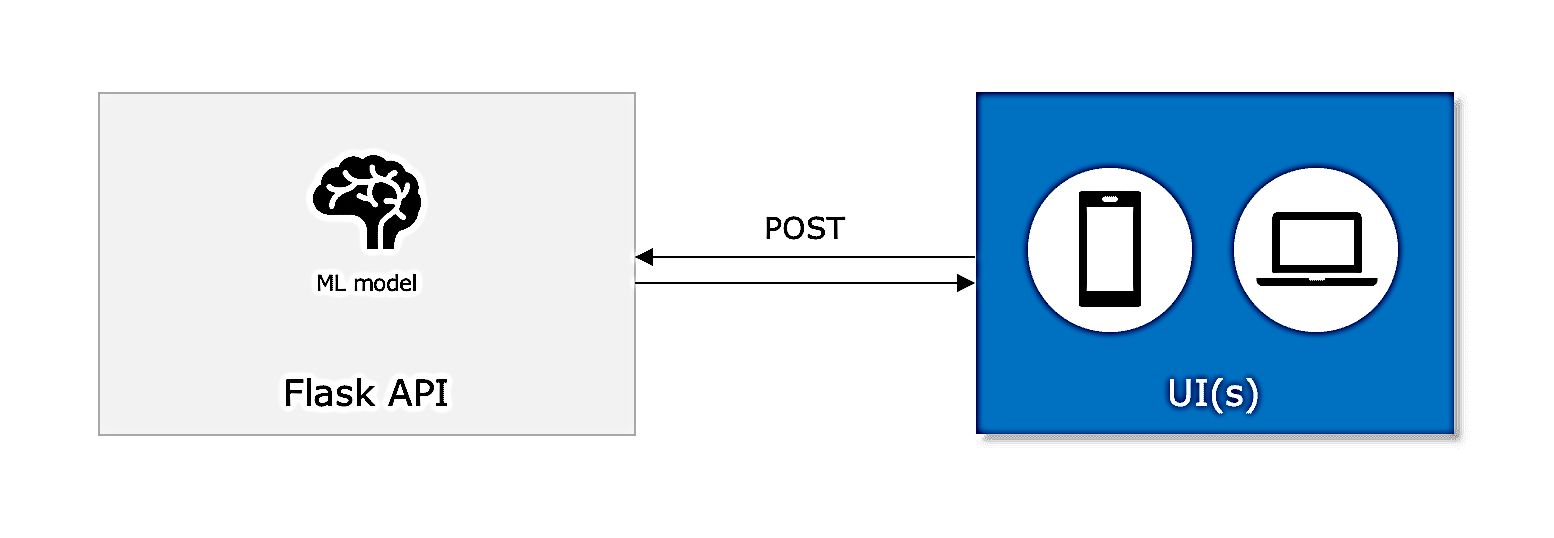 POST
ML model
Flask API
UI(s)